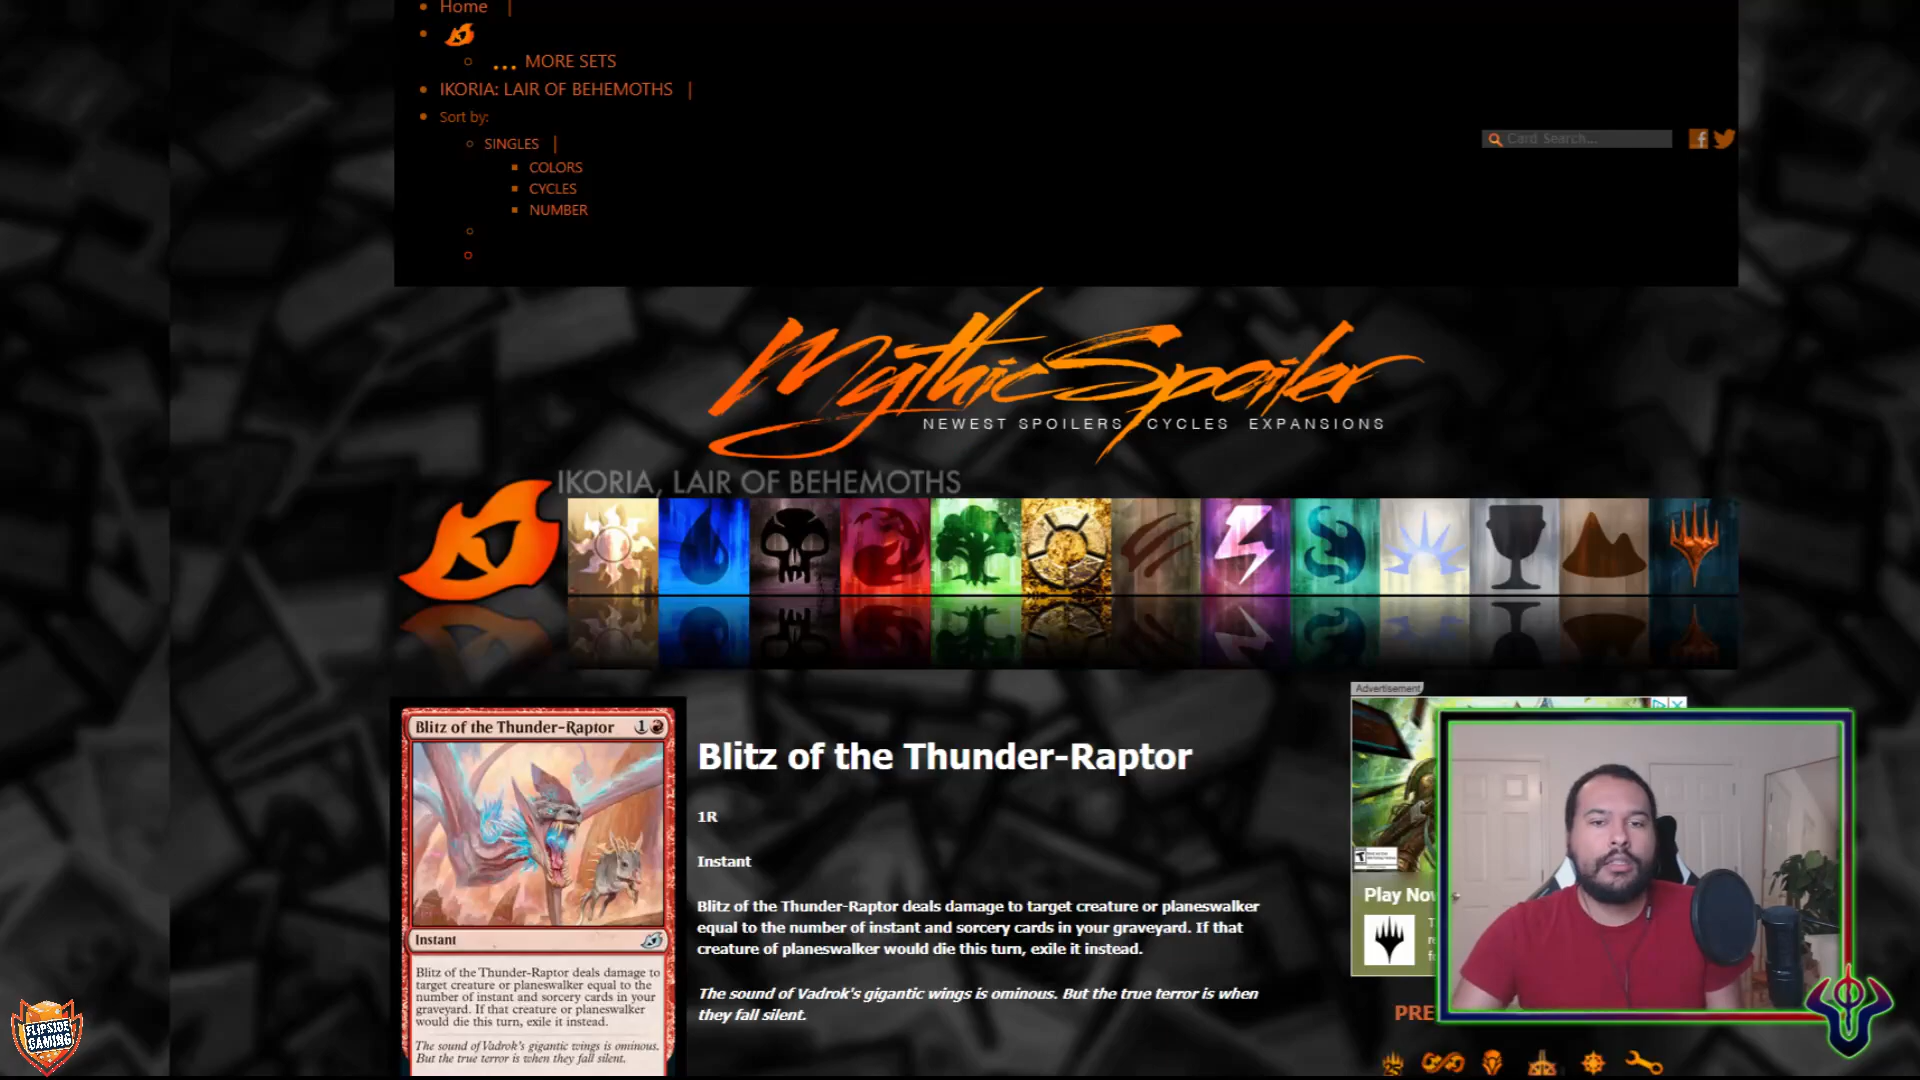 Home |
... MORE SETS
IKORIA: LAIR OF BEHEMOTHS |
Sort by:
SINGLES |
COLORS
CYCLES
NUMBER
Card Search...
MythicSpoiler
NEWEST SPOILERS CYCLES EXPANSIONS
IKORIA, LAIR OF BEHEMOTHS
Advertisement
Blitz of the Thunder-Raptor 1
Instant
Blitz of the Thunder-Raptor deals damage to
target creature or planeswalker equal to the
number of instant and sorcery cards in your
graveyard. If that creature or planeswalker
would die this turn, exile it instead.
The sound of Vadrok's gigantic wings is ominous.
But the true terror is when they fall silent.
Blitz of the Thunder-Raptor
1R
Instant
Blitz of the Thunder-Raptor deals damage to target creature or planeswalker
equal to the number of instant and sorcery cards in your graveyard. If that
creature of planeswalker would die this turn, exile it instead.
The sound of Vadrok's gigantic wings is ominous. But the true terror is when
they fall silent.
Play Now
PRE
FLIPSIDE
GAMING